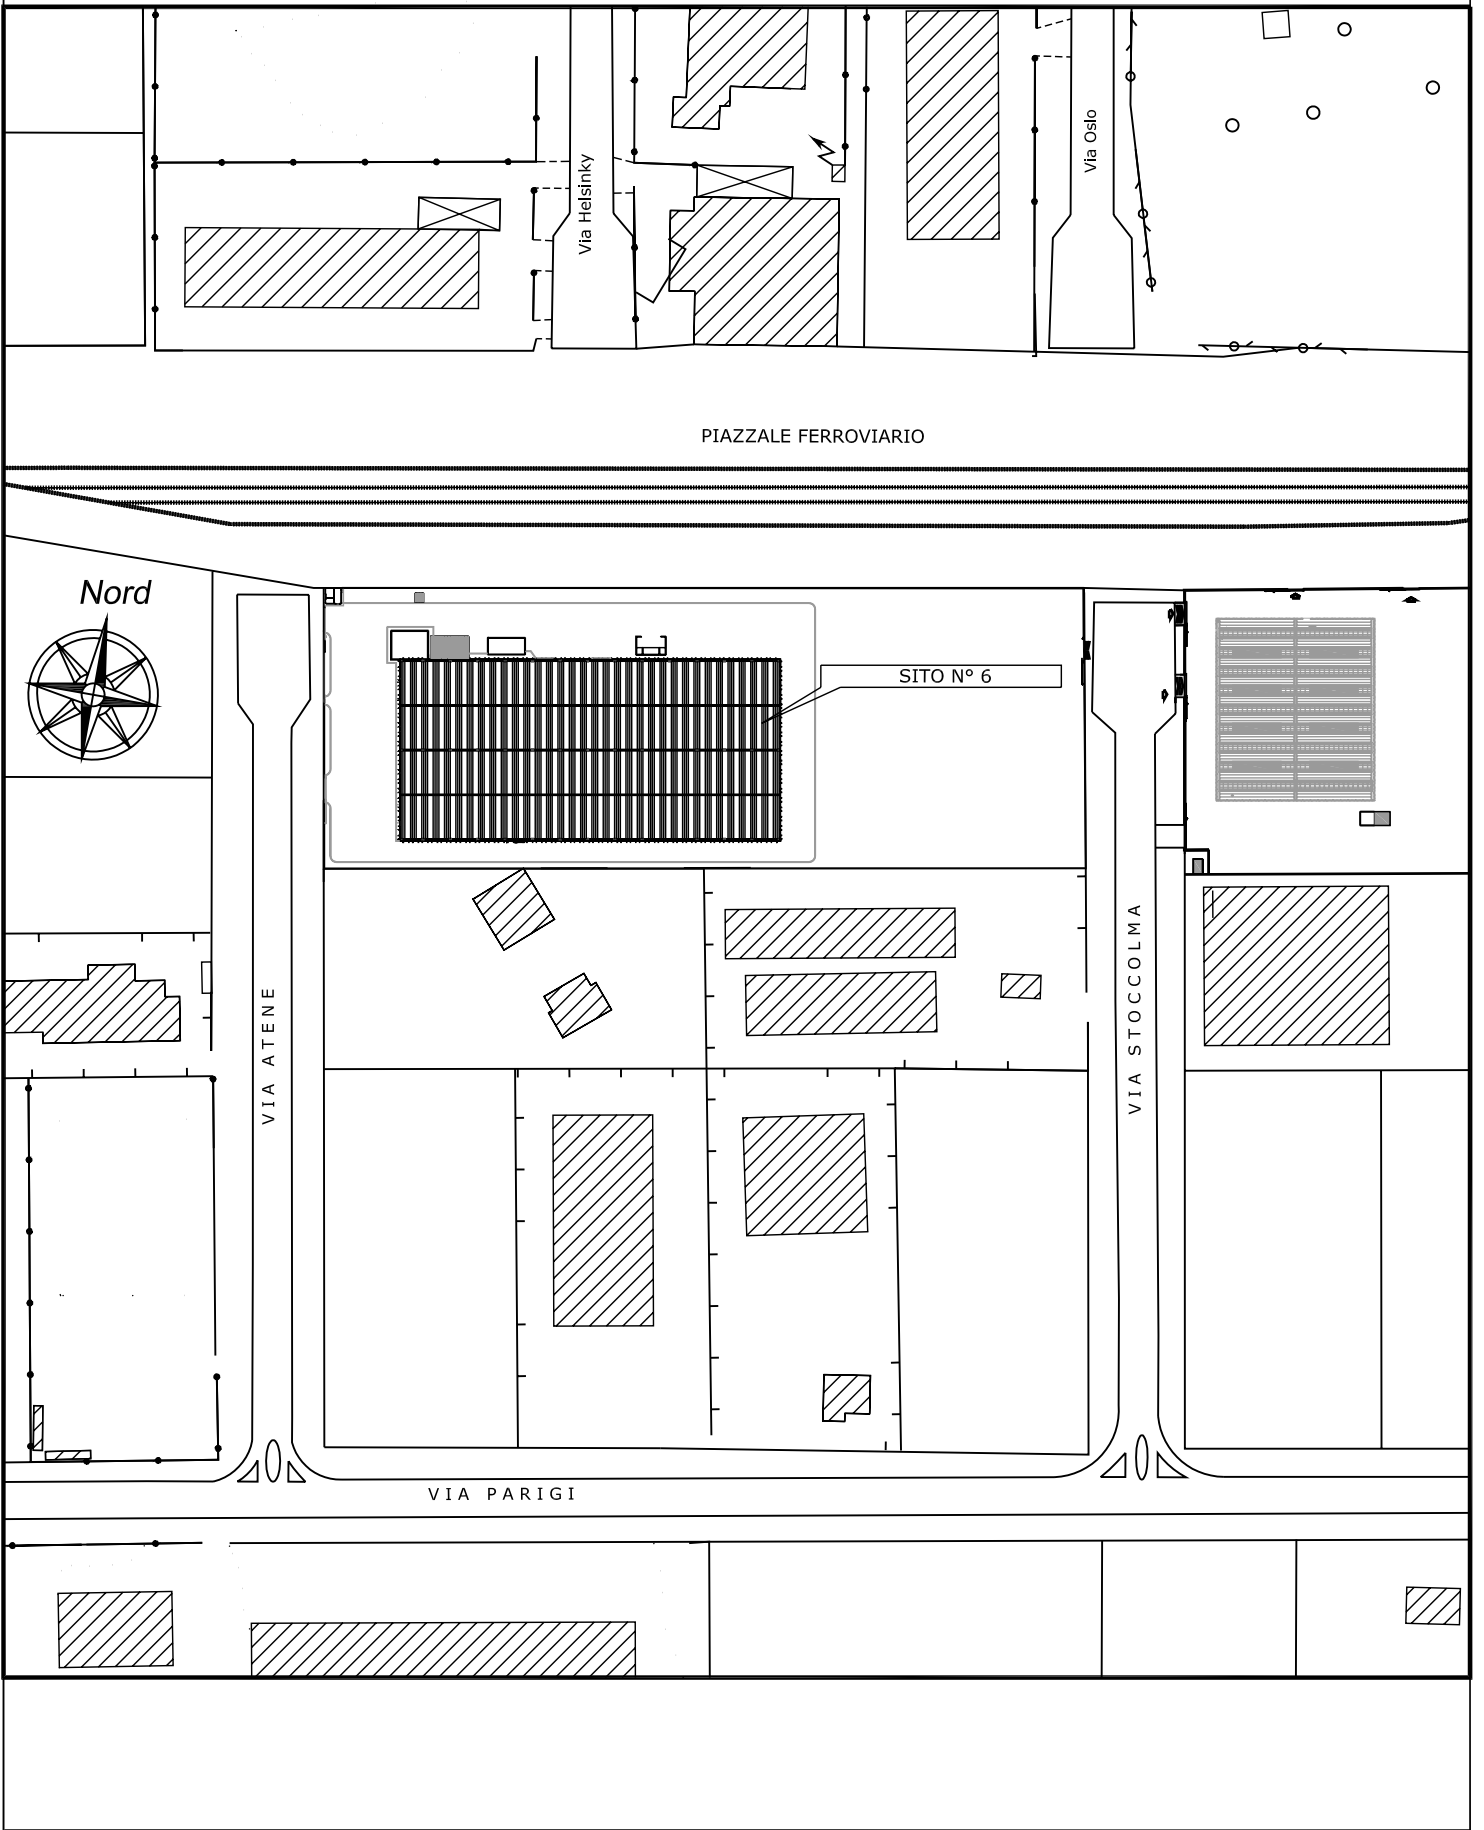 Via Helsinky
Via Oslo
PIAZZALE FERROVIARIO
Nord
SITO N° 6
VIA ATENE
VIA STOCCOLMA
VIA PARIGI